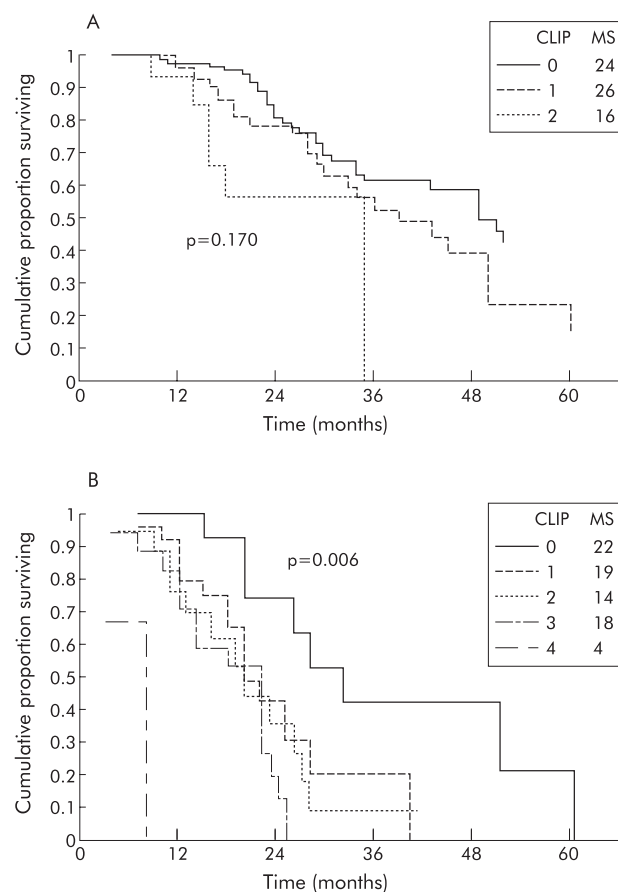 A
CLIP MS
0 24
1 26
2 16
Cumulative proportion surviving
1
0.9
0.8
0.7
0.6
0.5
0.4
0.3
0.2
0.1
0
p=0.170
0 12 24 36 48 60
Time (months)
B
CLIP MS
0 22
1 19
2 14
3 18
4 4
Cumulative proportion surviving
1
0.9
0.8
0.7
0.6
0.5
0.4
0.3
0.2
0.1
0
p=0.006
0 12 24 36 48 60
Time (months)